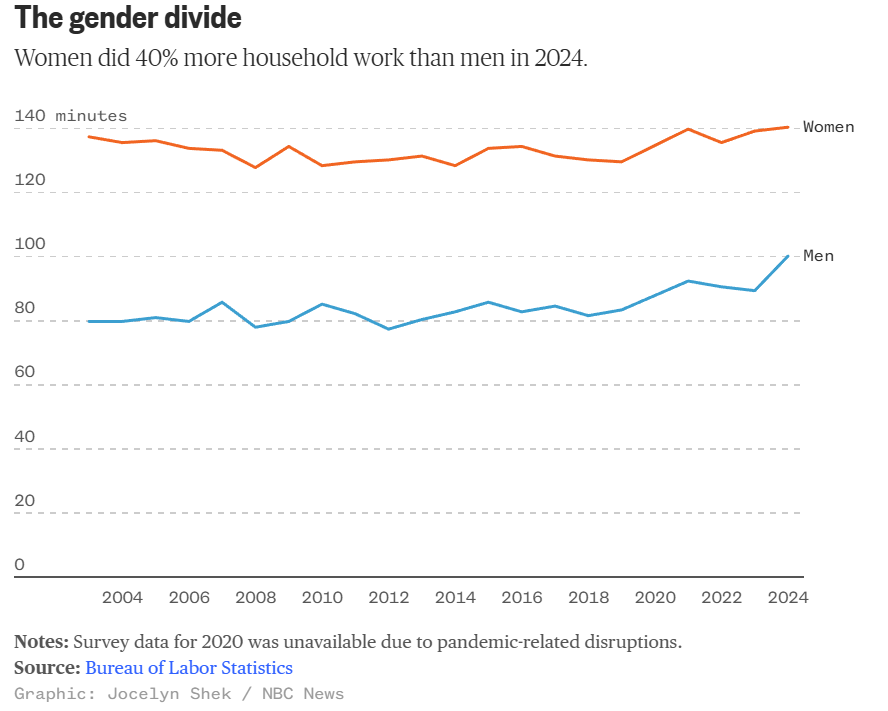 The gender divide
Women did 40% more household work than men in 2024.
140 minutes
Women
120
100
Men
80
60
40
20
0
2004 2006 2008 2010 2012 2014 2016 2018 2020 2022 2024
Notes: Survey data for 2020 was unavailable due to pandemic-related disruptions.
Source: Bureau of Labor Statistics
Graphic: Jocelyn Shek / NBC News